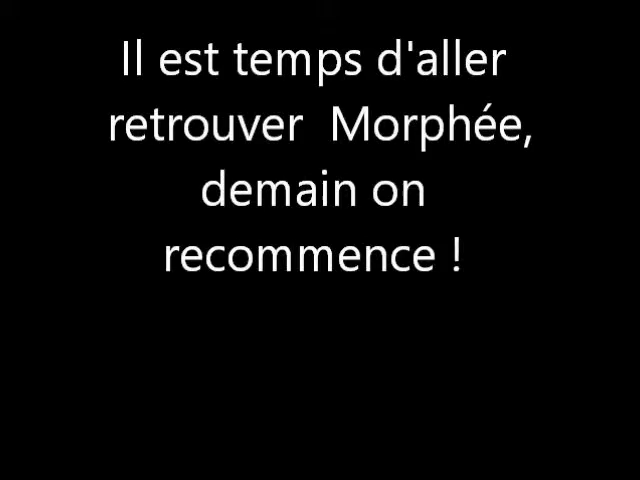 Il est temps d'aller
retrouver  Morphée,
demain on
recommence !